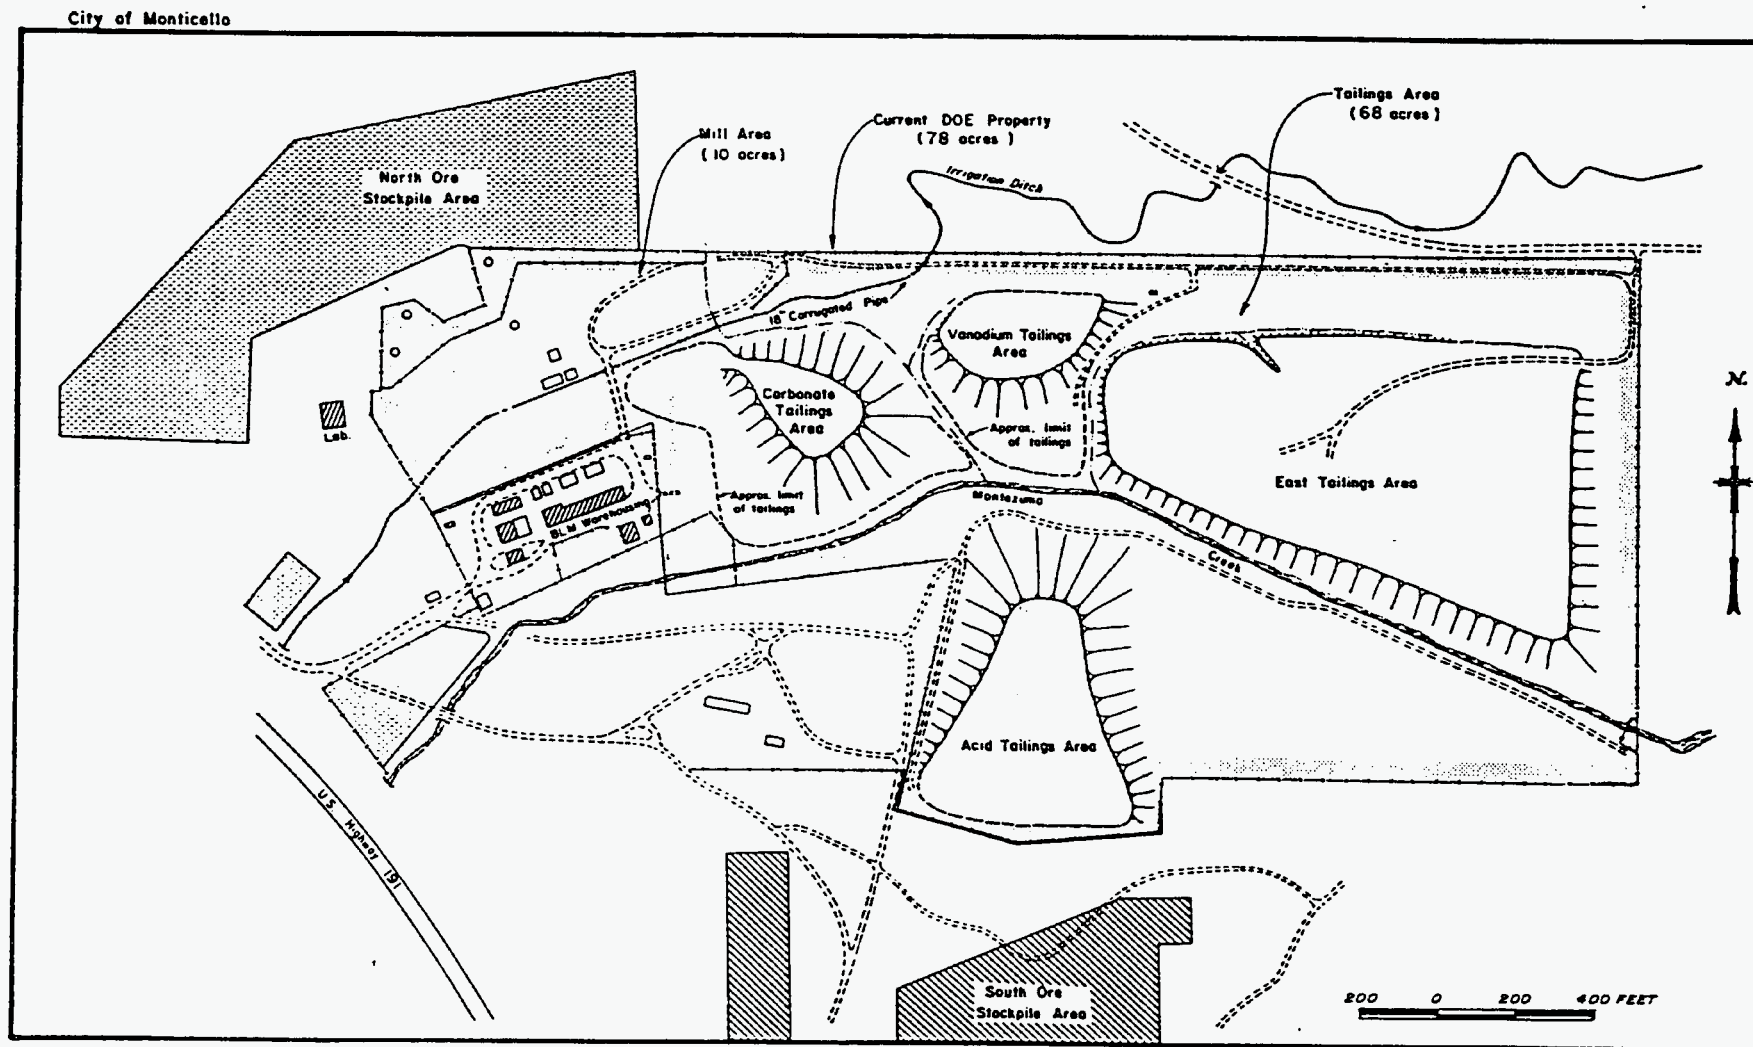 City of Monticello
Tailings Area
(68 acres)
Current DOE Property
(78 acres)
Mill Area
(10 acres)
North Ore
Stockpile Area
Irrigation Ditch
18" Corrugated Pipe
Vanadium Tailings
Area
Carbonate
Tailings
Area
N.
Lab.
Approx. limit
of tailings
East Tailings Area
Approx. limit
of tailings
Montezuma
BLM Warehousing
Creek
Acid Tailings Area
U.S. Highway 191
South Ore
Stockpile Area
200 0 200 400 FEET